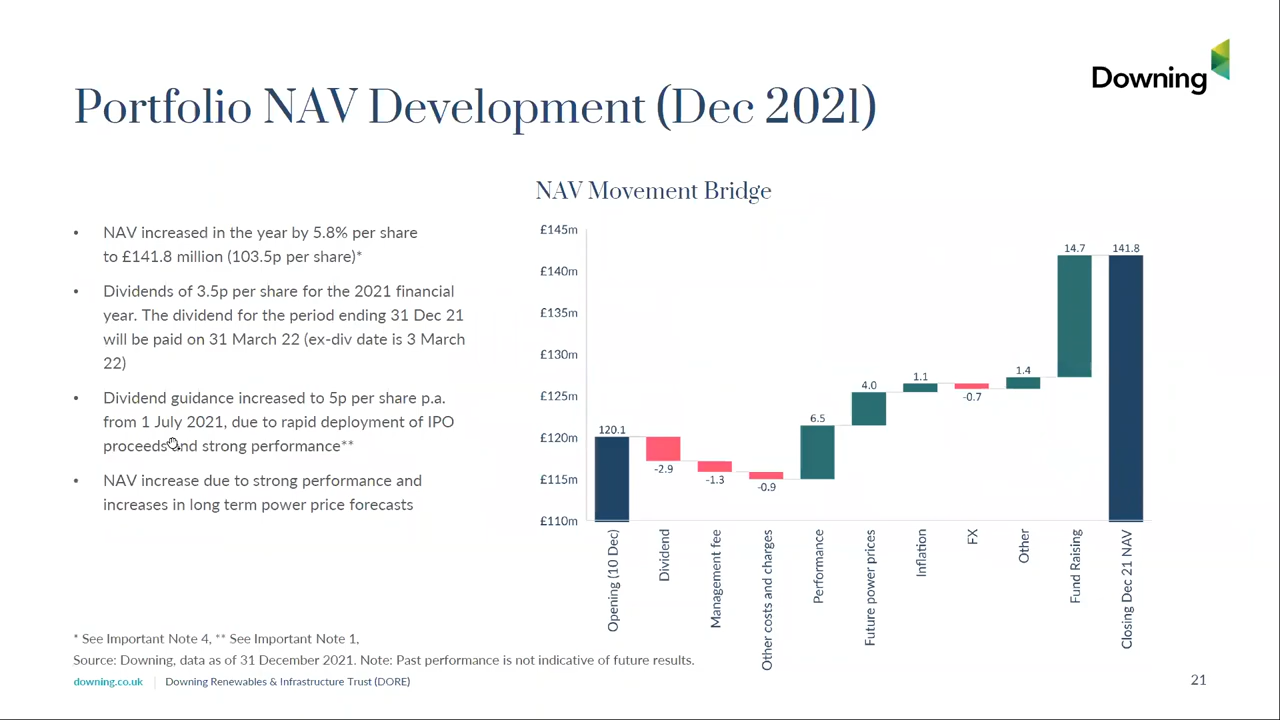 Downing
Portfolio NAV Development (Dec 2021)
• NAV increased in the year by 5.8% per share
to £141.8 million (103.5p per share)*
• Dividends of 3.5p per share for the 2021 financial
year. The dividend for the period ending 31 Dec 21
will be paid on 31 March 22 (ex-div date is 3 March
22)
• Dividend guidance increased to 5p per share p.a.
from 1 July 2021, due to rapid deployment of IPO
proceeds and strong performance**
• NAV increase due to strong performance and
increases in long term power price forecasts
NAV Movement Bridge
£145m
£140m
£135m
£130m
£125m
£120m
£115m
£110m
120.1
-2.9
-1.3
-0.9
6.5
4.0
1.1
-0.7
1.4
14.7
141.8
Opening (10 Dec)
Dividend
Management fee
Other costs and charges
Performance
Future power prices
Inflation
FX
Other
Fund Raising
Closing Dec 21 NAV
* See Important Note 4, ** See Important Note 1,
Source: Downing, data as of 31 December 2021. Note: Past performance is not indicative of future results.
downing.co.uk | Downing Renewables & Infrastructure Trust (DORE)
21